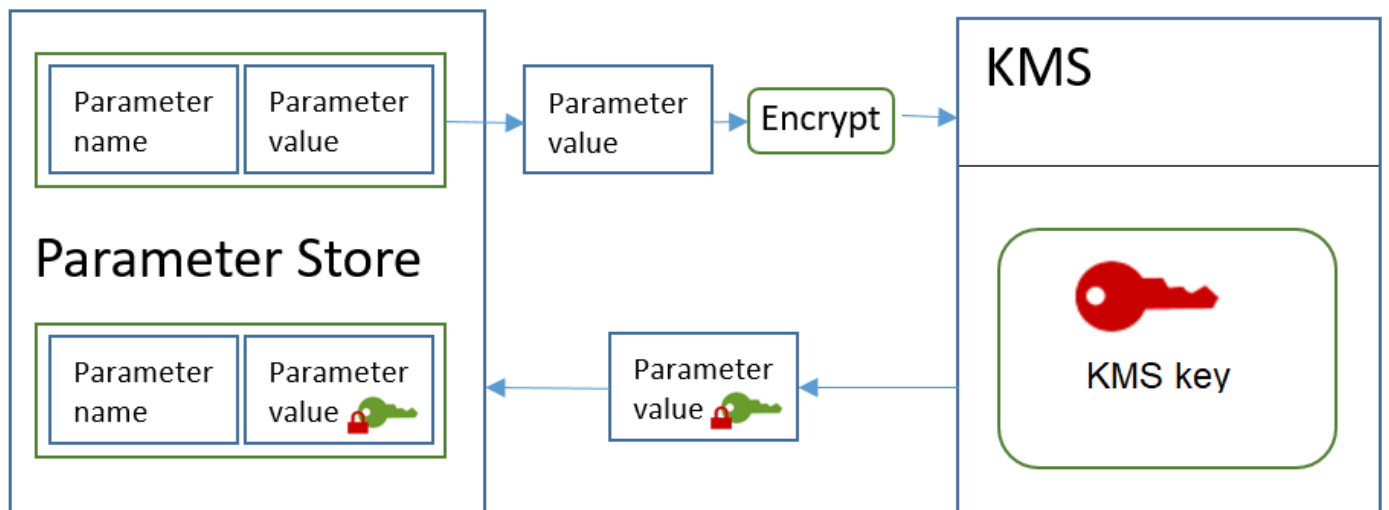 Parameter
name
Parameter
value
Parameter
value
Encrypt
KMS
Parameter Store
KMS key
Parameter
name
Parameter
value
Parameter
value